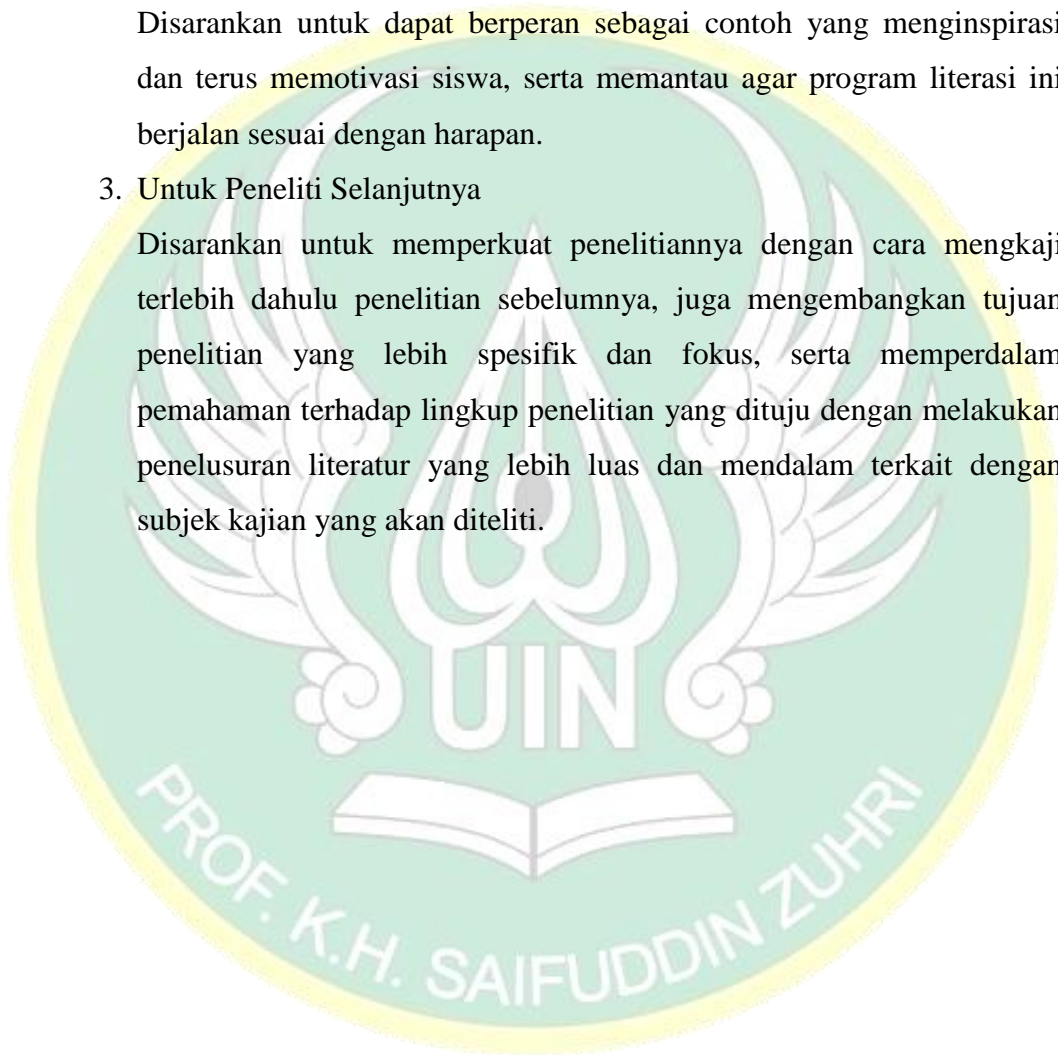 Disarankan untuk dapat berperan sebagai contoh yang menginspirasi
dan terus memotivasi siswa, serta memantau agar program literasi ini
berjalan sesuai dengan harapan.
3. Untuk Peneliti Selanjutnya
Disarankan untuk memperkuat penelitiannya dengan cara mengkaji
terlebih dahulu penelitian sebelumnya, juga mengembangkan tujuan
penelitian yang lebih spesifik dan fokus, serta memperdalam
pemahaman terhadap lingkup penelitian yang dituju dengan melakukan
penelusuran literatur yang lebih luas dan mendalam terkait dengan
subjek kajian yang akan diteliti.
UIN
PROF. K.H. SAIFUDDIN ZUHRI